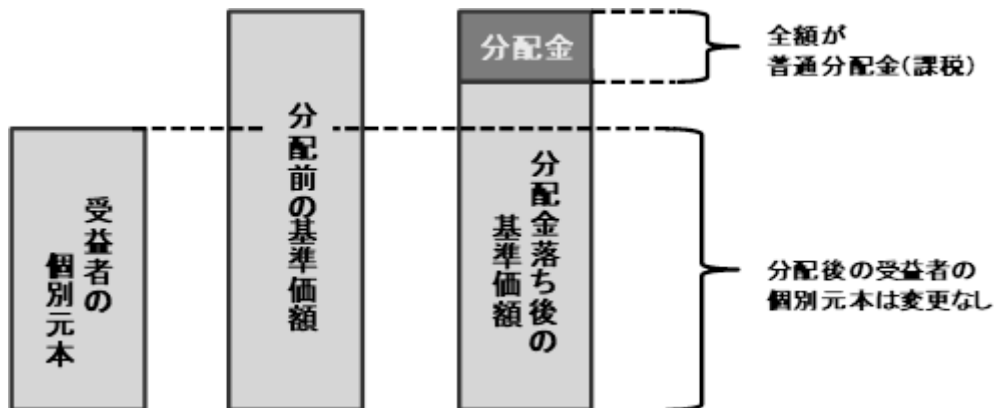 受益者の
個別元本
分配前の基準価額
分配金
分配金落ち後の
基準価額
全額が
普通分配金(課税)
分配後の受益者の
個別元本は変更なし